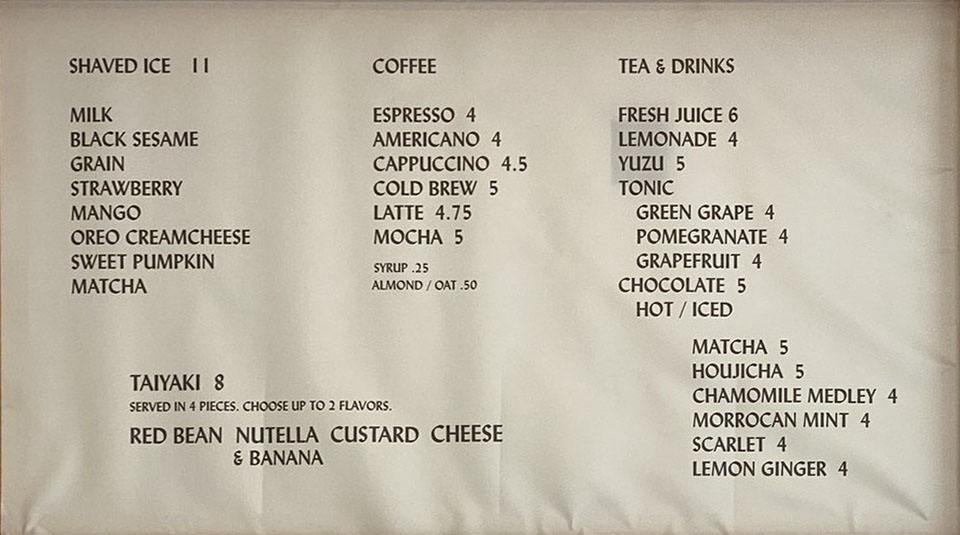 SHAVED ICE 11
MILK
BLACK SESAME
GRAIN
STRAWBERRY
MANGO
OREO CREAMCHEESE
SWEET PUMPKIN
MATCHA
COFFEE
ESPRESSO 4
AMERICANO 4
CAPPUCCINO 4.5
COLD BREW 5
LATTE 4.75
MOCHA 5
SYRUP .25
ALMOND / OAT .50
TEA & DRINKS
FRESH JUICE 6
LEMONADE 4
YUZU 5
TONIC
GREEN GRAPE 4
POMEGRANATE 4
GRAPEFRUIT 4
CHOCOLATE 5
HOT / ICED
MATCHA 5
HOUJICHA 5
CHAMOMILE MEDLEY 4
MORROCAN MINT 4
SCARLET 4
LEMON GINGER 4
TAIYAKI 8
SERVED IN 4 PIECES. CHOOSE UP TO 2 FLAVORS.
RED BEAN NUTELLA CUSTARD CHEESE
& BANANA